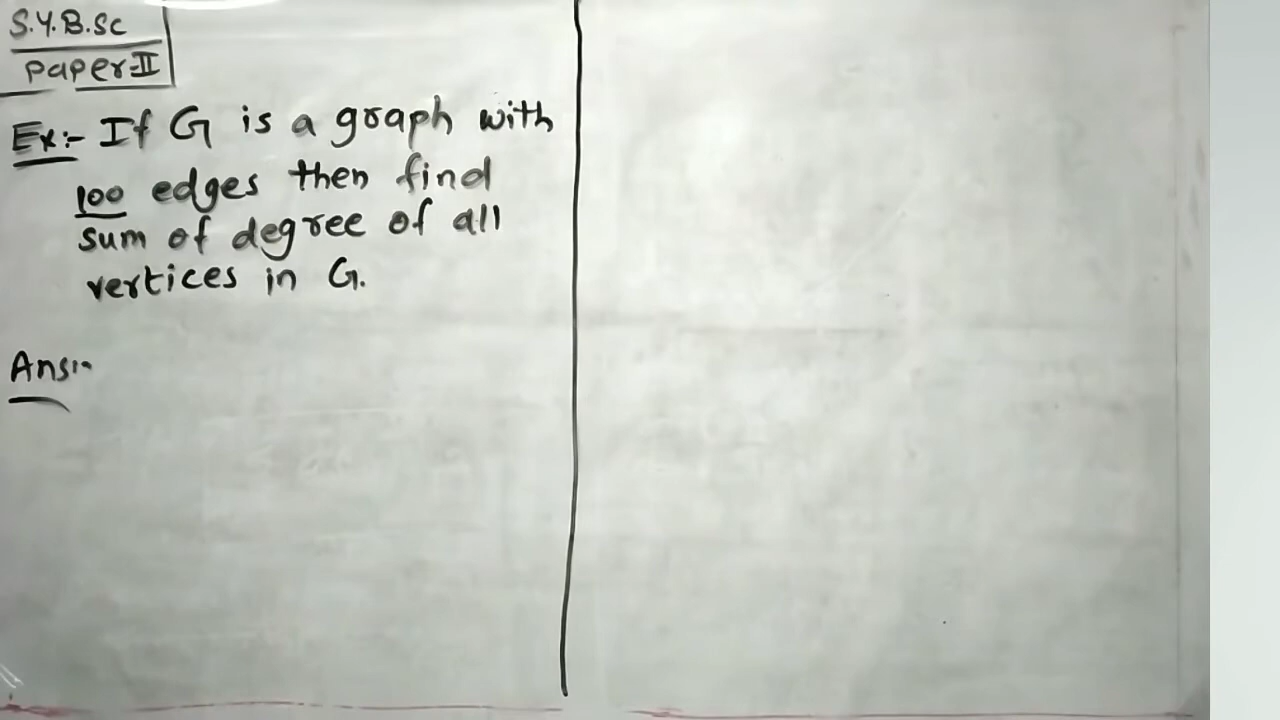 S.Y.B.Sc
Paper-II
Ex:- If G is a graph with
100 edges then find
sum of degree of all
vertices in G.
Ans:-